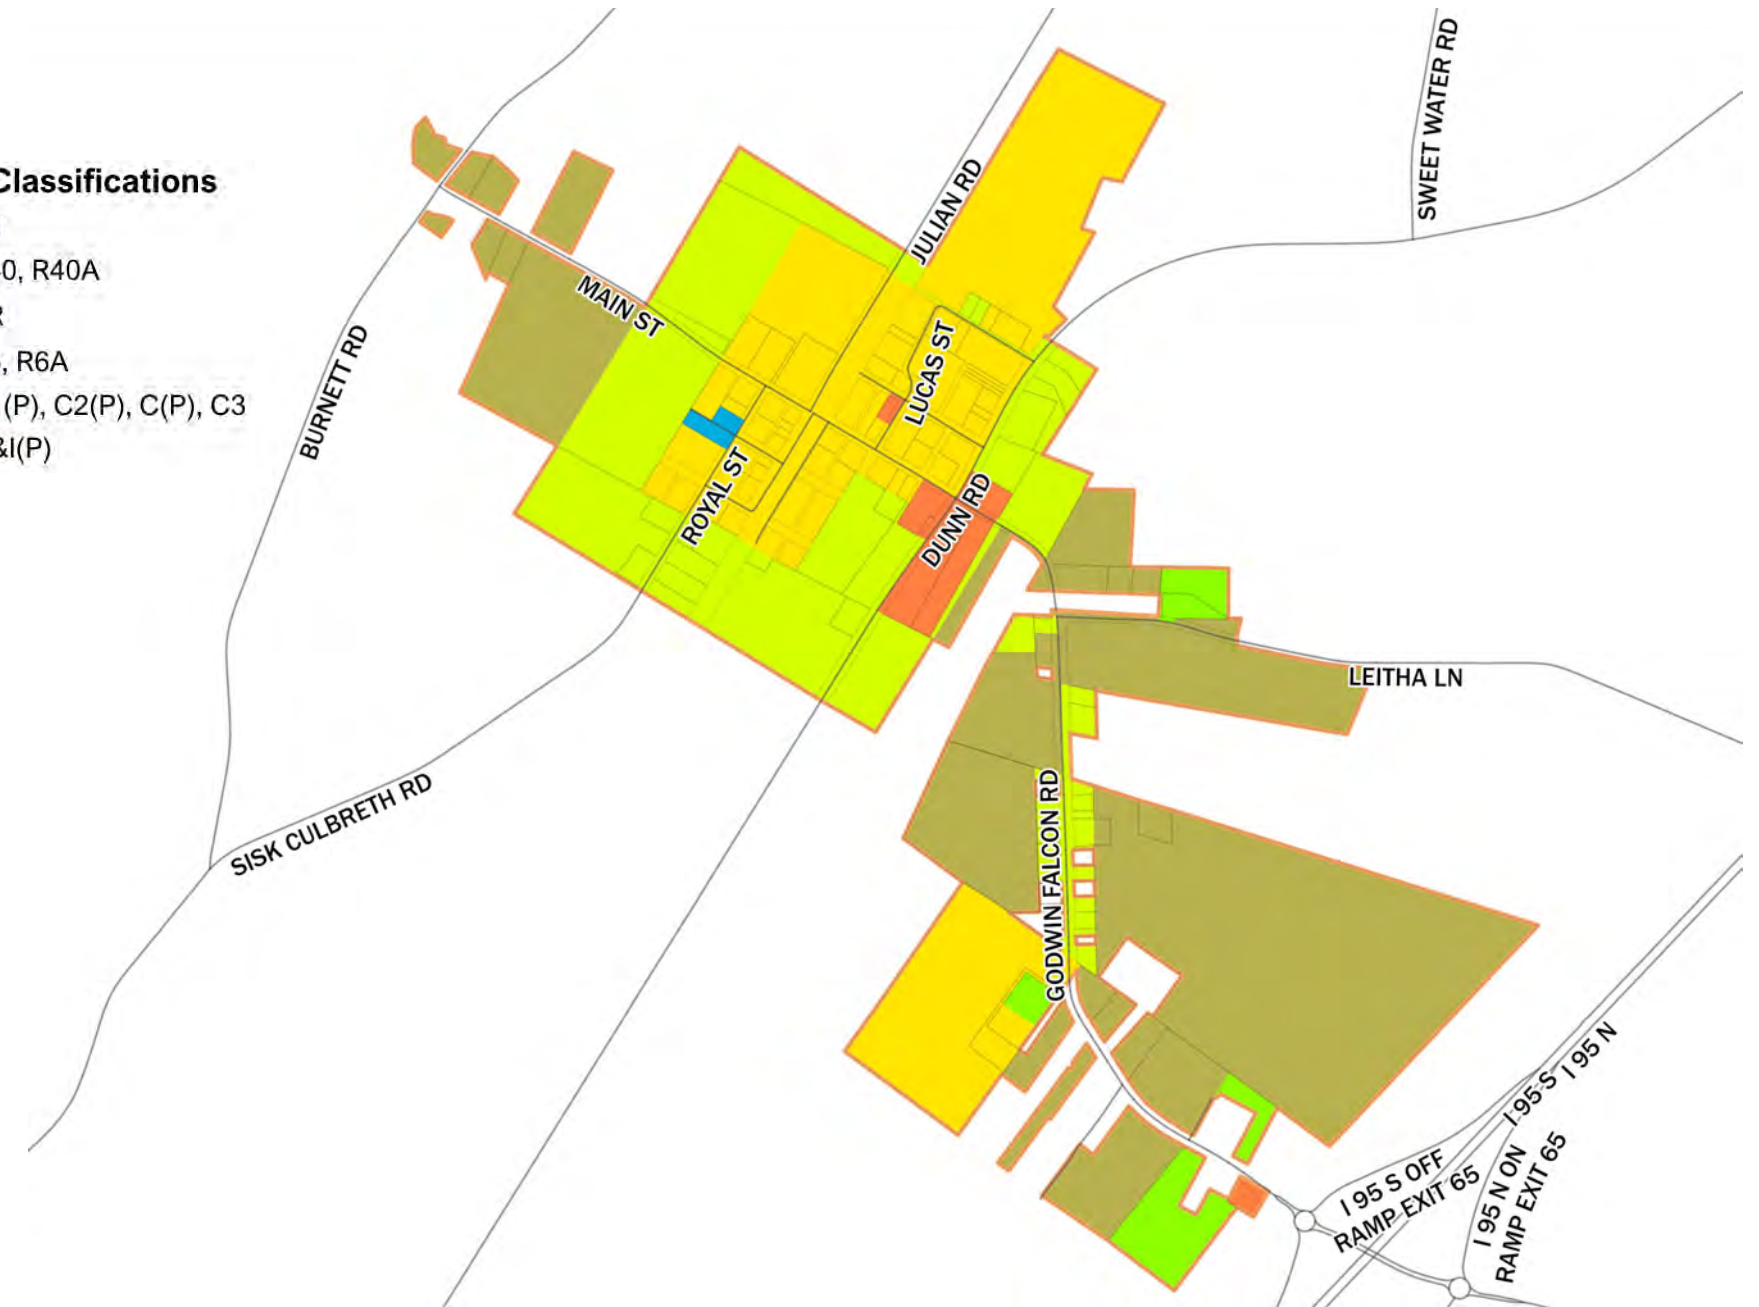 Classifications
0, R40A
R
, R6A
(P), C2(P), C(P), C3
&I(P)
SWEET WATER RD
JULIAN RD
MAIN ST
LUCAS ST
BURNETT RD
ROYAL ST
DUNN RD
LEITHA LN
SISK CULBRETH RD
GODWIN FALCON RD
I 95 N
I 95 S
I 95 S OFF
RAMP EXIT 65
I 95 N ON
RAMP EXIT 65